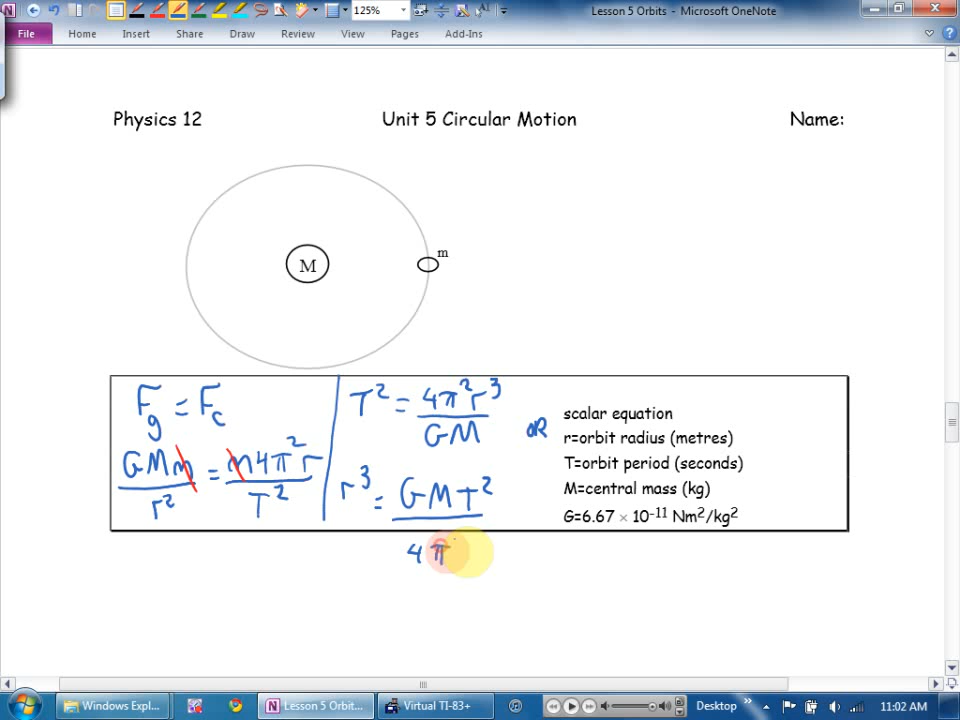 125%
Lesson 5 Orbits - Microsoft OneNote
File Home Insert Share Draw Review View Pages Add-Ins
Physics 12 Unit 5 Circular Motion Name:
M
m
F_g = F_c
GMm/r² = m4π²r/T²
T² = 4π²r³/GM
OR
r³ = GMT²/4π
scalar equation
r=orbit radius (metres)
T=orbit period (seconds)
M=central mass (kg)
G=6.67 × 10⁻¹¹ Nm²/kg²
Windows Expl... Lesson 5 Orbit... Virtual TI-83+ Desktop » 11:02 AM